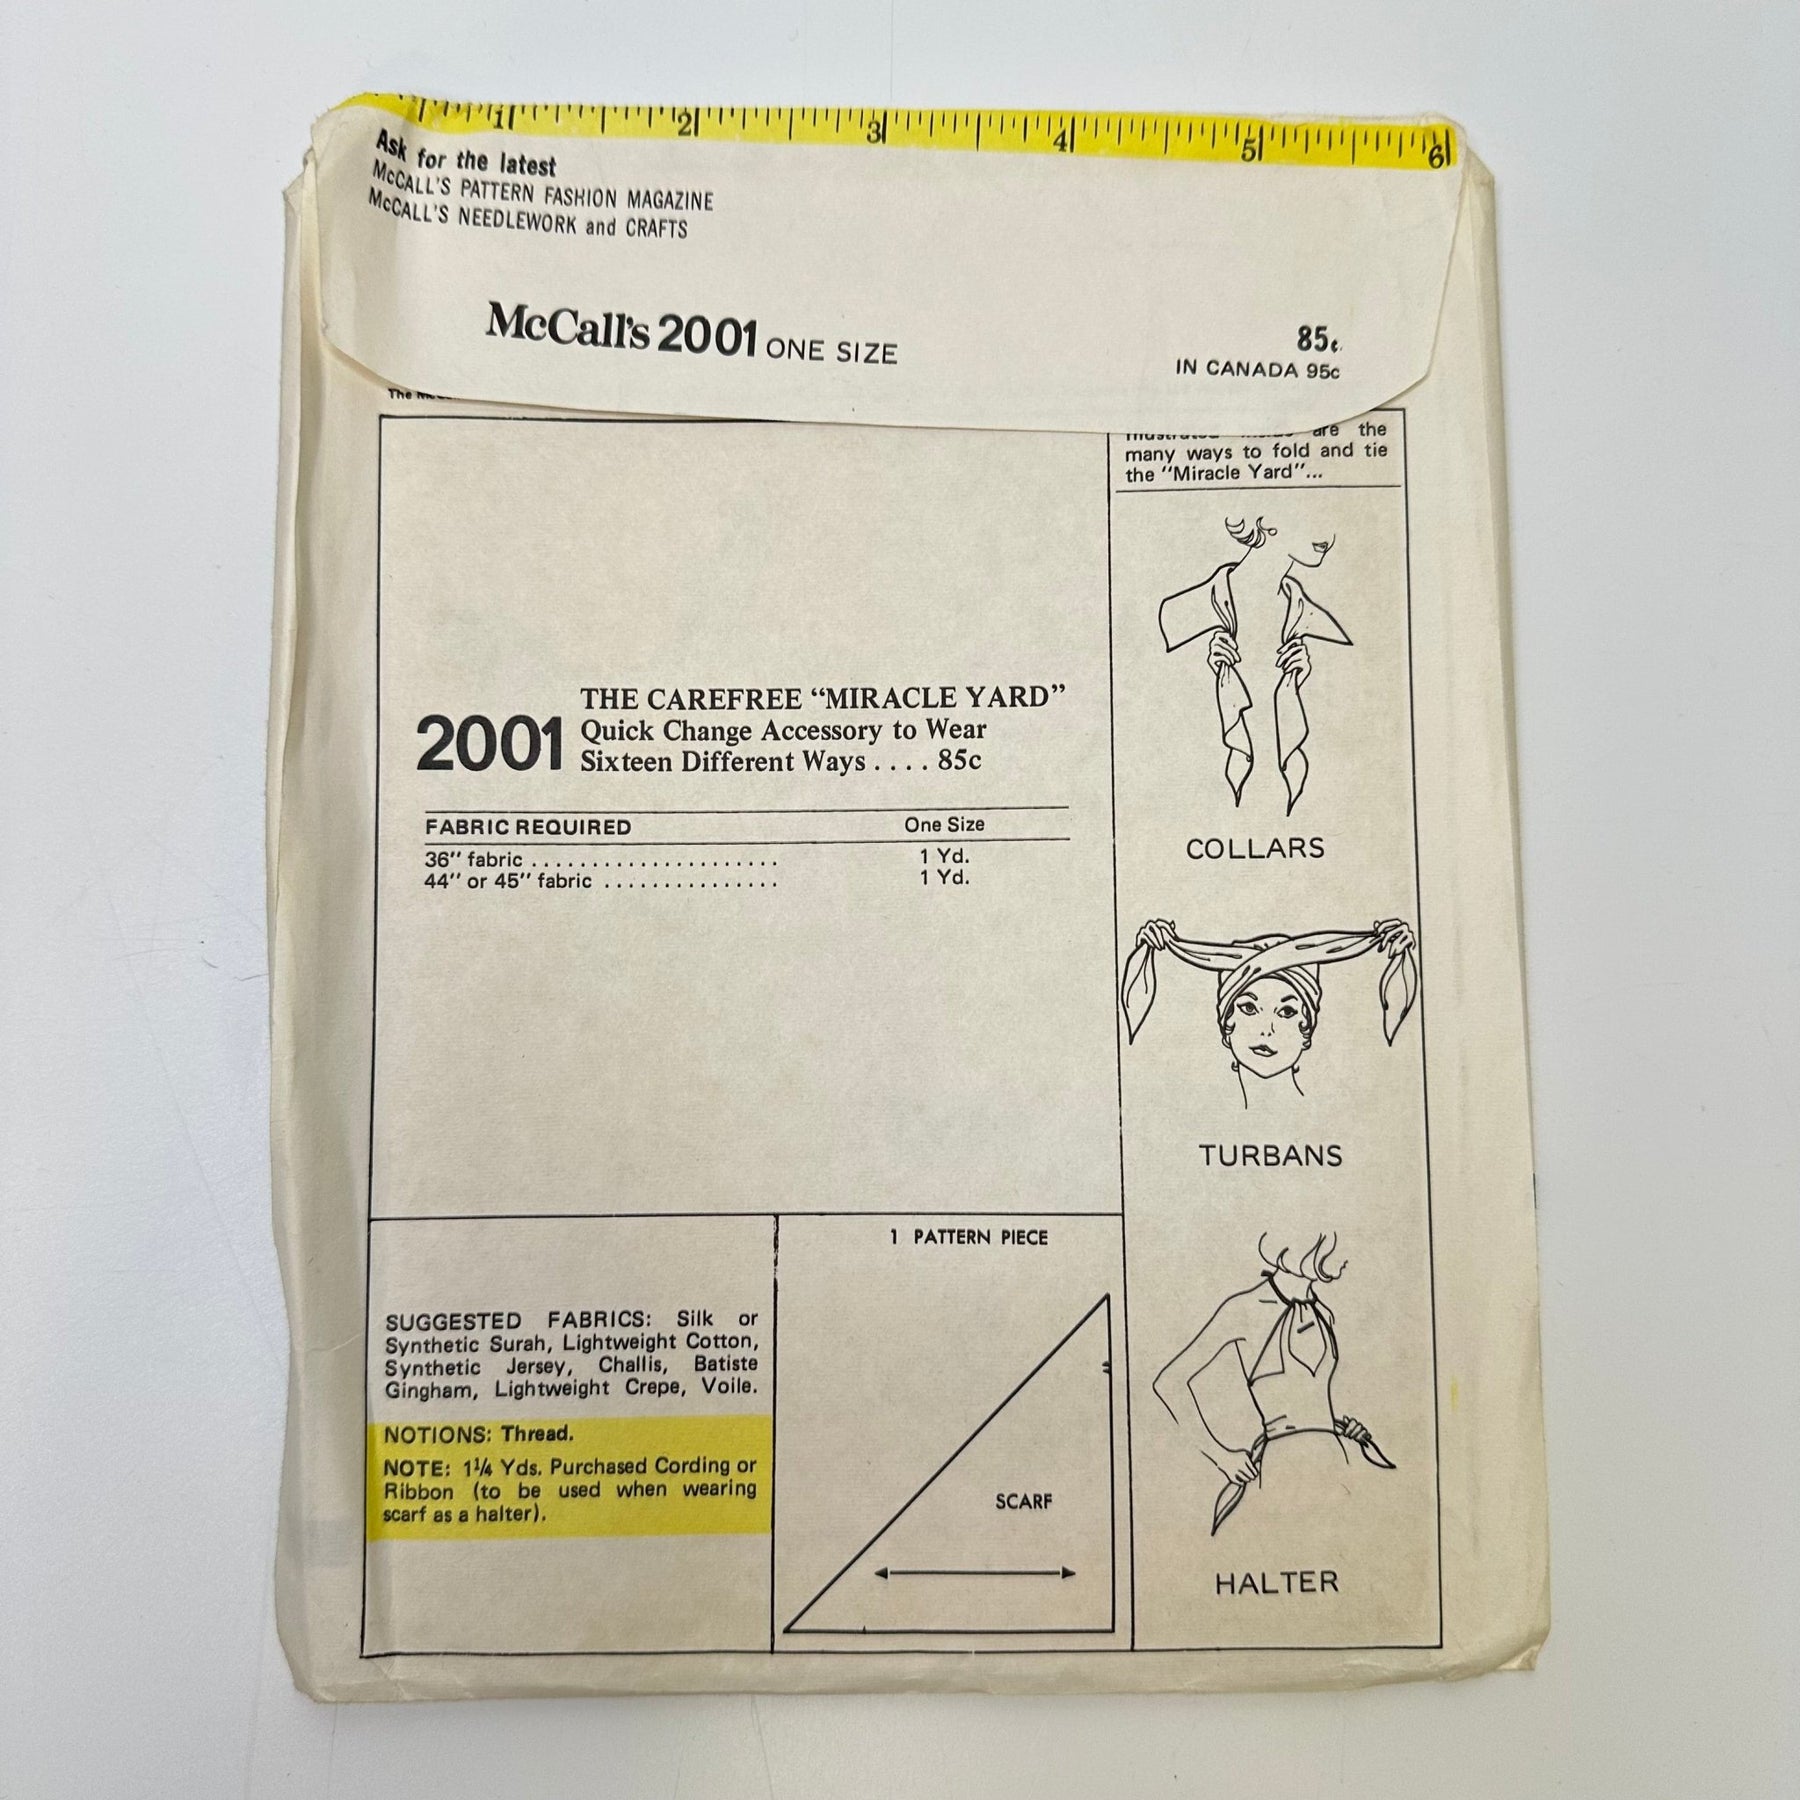 1 2 3 4 5 6
Ask for the latest
McCALL'S PATTERN FASHION MAGAZINE
McCALL'S NEEDLEWORK and CRAFTS
McCall's 2001 ONE SIZE
85¢
IN CANADA 95c
The
are the
many ways to fold and tie
the "Miracle Yard"...
COLLARS
TURBANS
HALTER
2001
THE CAREFREE "MIRACLE YARD"
Quick Change Accessory to Wear
Sixteen Different Ways .... 85c
FABRIC REQUIRED One Size
36" fabric ..................... 1 Yd.
44" or 45" fabric ............... 1 Yd.
SUGGESTED FABRICS: Silk or
Synthetic Surah, Lightweight Cotton,
Synthetic Jersey, Challis, Batiste
Gingham, Lightweight Crepe, Voile.
NOTIONS: Thread.
NOTE: 1¼ Yds. Purchased Cording or
Ribbon (to be used when wearing
scarf as a halter).
1 PATTERN PIECE
SCARF